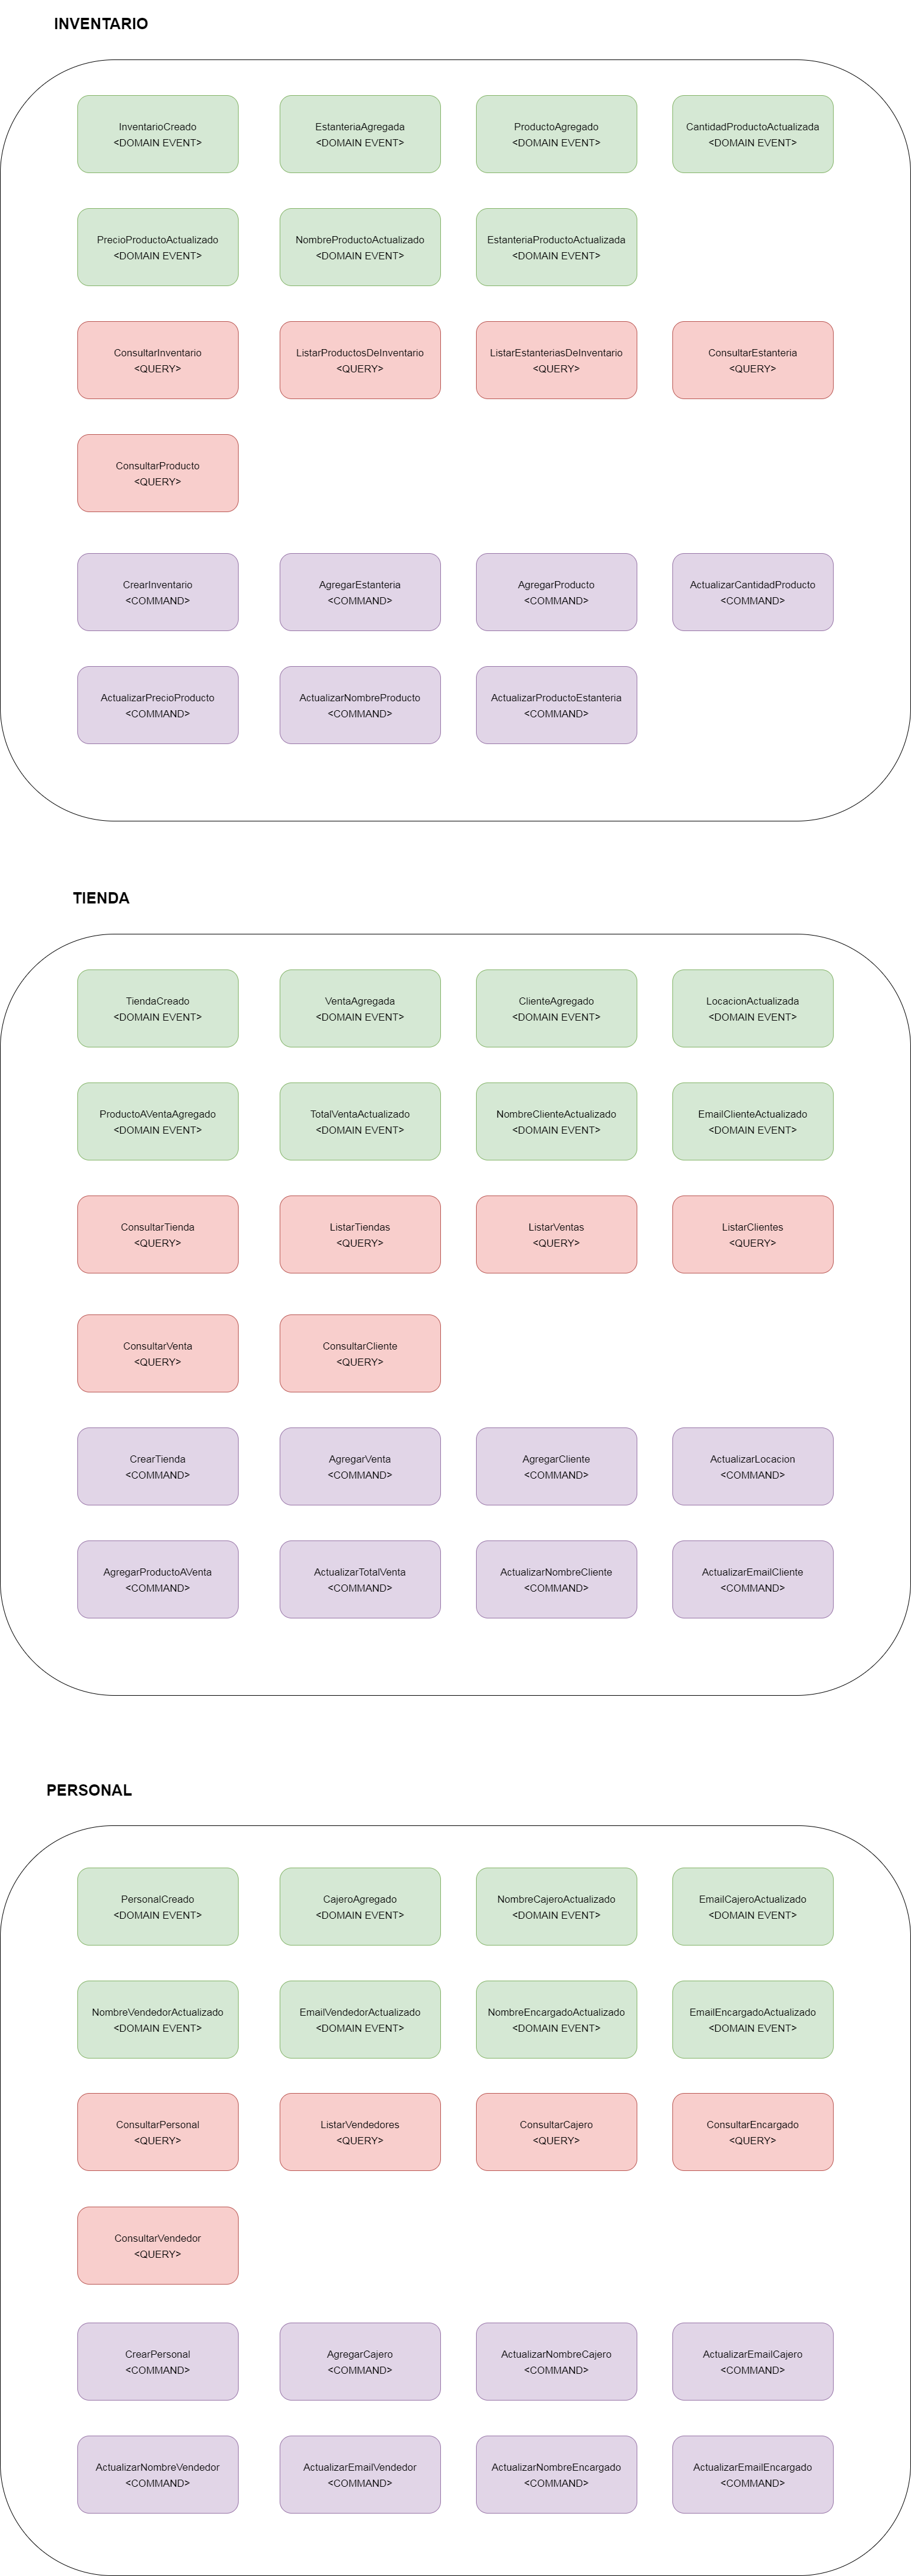 INVENTARIO
InventarioCreado
<DOMAIN EVENT>
EstanteriaAgregada
<DOMAIN EVENT>
ProductoAgregado
<DOMAIN EVENT>
CantidadProductoActualizada
<DOMAIN EVENT>
PrecioProductoActualizado
<DOMAIN EVENT>
NombreProductoActualizado
<DOMAIN EVENT>
EstanteriaProductoActualizada
<DOMAIN EVENT>
ConsultarInventario
<QUERY>
ListarProductosDeInventario
<QUERY>
ListarEstanteriasDeInventario
<QUERY>
ConsultarEstanteria
<QUERY>
ConsultarProducto
<QUERY>
CrearInventario
<COMMAND>
AgregarEstanteria
<COMMAND>
AgregarProducto
<COMMAND>
ActualizarCantidadProducto
<COMMAND>
ActualizarPrecioProducto
<COMMAND>
ActualizarNombreProducto
<COMMAND>
ActualizarProductoEstanteria
<COMMAND>
TIENDA
TiendaCreado
<DOMAIN EVENT>
VentaAgregada
<DOMAIN EVENT>
ClienteAgregado
<DOMAIN EVENT>
LocacionActualizada
<DOMAIN EVENT>
ProductoAVentaAgregado
<DOMAIN EVENT>
TotalVentaActualizado
<DOMAIN EVENT>
NombreClienteActualizado
<DOMAIN EVENT>
EmailClienteActualizado
<DOMAIN EVENT>
ConsultarTienda
<QUERY>
ListarTiendas
<QUERY>
ListarVentas
<QUERY>
ListarClientes
<QUERY>
ConsultarVenta
<QUERY>
ConsultarCliente
<QUERY>
CrearTienda
<COMMAND>
AgregarVenta
<COMMAND>
AgregarCliente
<COMMAND>
ActualizarLocacion
<COMMAND>
AgregarProductoAVenta
<COMMAND>
ActualizarTotalVenta
<COMMAND>
ActualizarNombreCliente
<COMMAND>
ActualizarEmailCliente
<COMMAND>
PERSONAL
PersonalCreado
<DOMAIN EVENT>
CajeroAgregado
<DOMAIN EVENT>
NombreCajeroActualizado
<DOMAIN EVENT>
EmailCajeroActualizado
<DOMAIN EVENT>
NombreVendedorActualizado
<DOMAIN EVENT>
EmailVendedorActualizado
<DOMAIN EVENT>
NombreEncargadoActualizado
<DOMAIN EVENT>
EmailEncargadoActualizado
<DOMAIN EVENT>
ConsultarPersonal
<QUERY>
ListarVendedores
<QUERY>
ConsultarCajero
<QUERY>
ConsultarEncargado
<QUERY>
ConsultarVendedor
<QUERY>
CrearPersonal
<COMMAND>
AgregarCajero
<COMMAND>
ActualizarNombreCajero
<COMMAND>
ActualizarEmailCajero
<COMMAND>
ActualizarNombreVendedor
<COMMAND>
ActualizarEmailVendedor
<COMMAND>
ActualizarNombreEncargado
<COMMAND>
ActualizarEmailEncargado
<COMMAND>